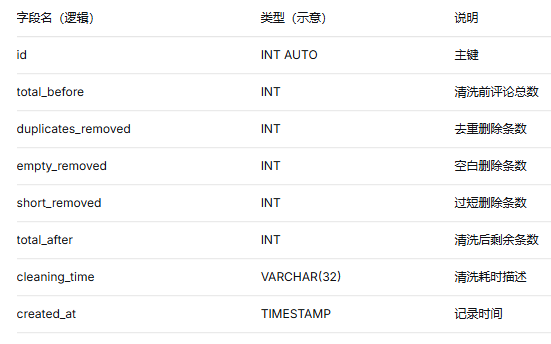 字段名（逻辑） 类型（示意） 说明
id INT AUTO 主键
total_before INT 清洗前评论总数
duplicates_removed INT 去重删除条数
empty_removed INT 空白删除条数
short_removed INT 过短删除条数
total_after INT 清洗后剩余条数
cleaning_time VARCHAR(32) 清洗耗时描述
created_at TIMESTAMP 记录时间